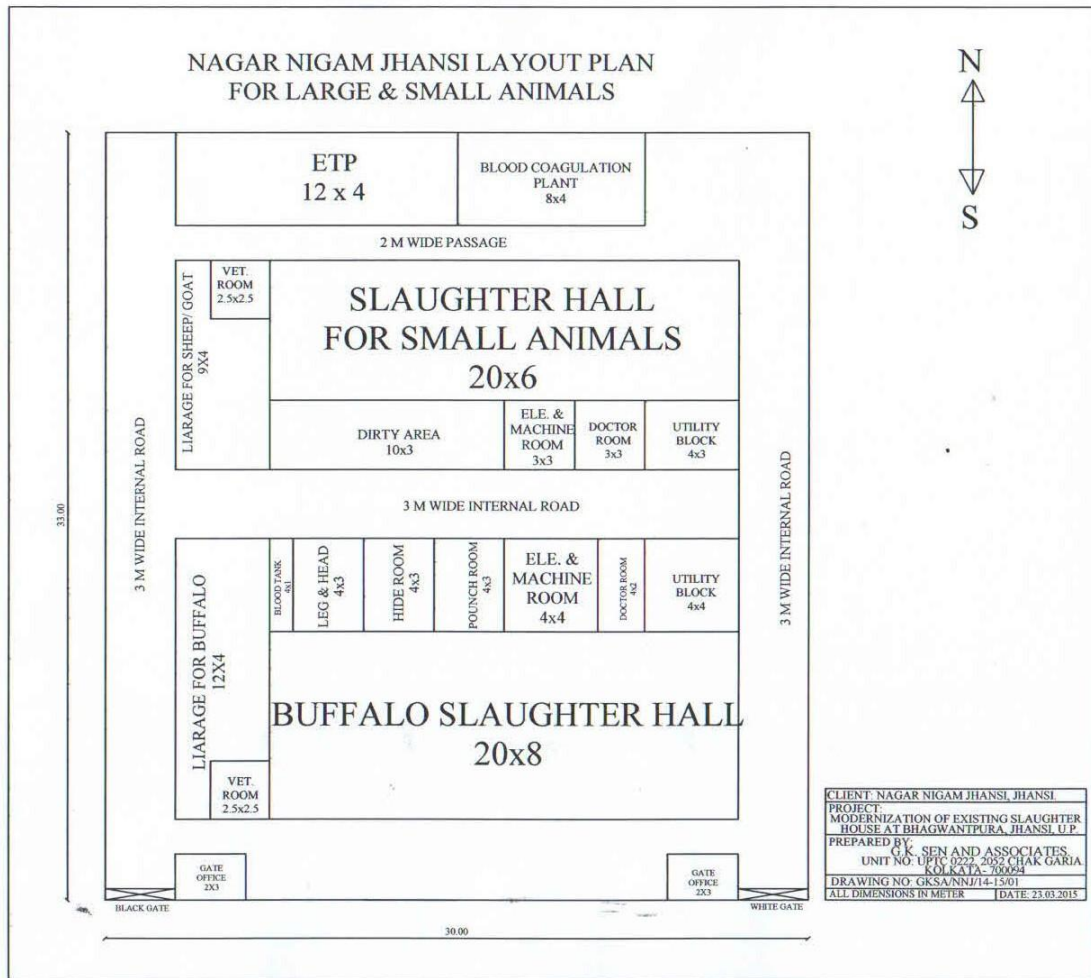 NAGAR NIGAM JHANSI LAYOUT PLAN
FOR LARGE & SMALL ANIMALS
N
S
ETP
12 x 4
BLOOD COAGULATION
PLANT
8x4
2 M WIDE PASSAGE
LIARAGE FOR SHEEP/ GOAT
9X4
VET.
ROOM
2.5x2.5
SLAUGHTER HALL
FOR SMALL ANIMALS
20x6
DIRTY AREA
10x3
ELE. &
MACHINE
ROOM
3x3
DOCTOR
ROOM
3x3
UTILITY
BLOCK
4x3
3 M WIDE INTERNAL ROAD
3 M WIDE INTERNAL ROAD
3 M WIDE INTERNAL ROAD
33.00
LIARAGE FOR BUFFALO
12X4
BLOOD TANK
4x1
LEG & HEAD
4x3
HIDE ROOM
4x3
POUNCH ROOM
4x3
ELE. &
MACHINE
ROOM
4x4
DOCTOR ROOM
4x2
UTILITY
BLOCK
4x4
BUFFALO SLAUGHTER HALL
20x8
VET.
ROOM
2.5x2.5
GATE
OFFICE
2X3
GATE
OFFICE
2X3
BLACK GATE
WHITE GATE
30.00
CLIENT: NAGAR NIGAM JHANSI, JHANSI.
PROJECT:
MODERNIZATION OF EXISTING SLAUGHTER
HOUSE AT BHAGWANTPURA, JHANSI, U.P.
PREPARED BY:
G.K. SEN AND ASSOCIATES.
UNIT NO: UPTC 0222, 2052 CHAK GARIA
KOLKATA- 700094
DRAWING NO: GKSA/NNJ/14-15/01
ALL DIMENSIONS IN METER
DATE: 23.03.2015